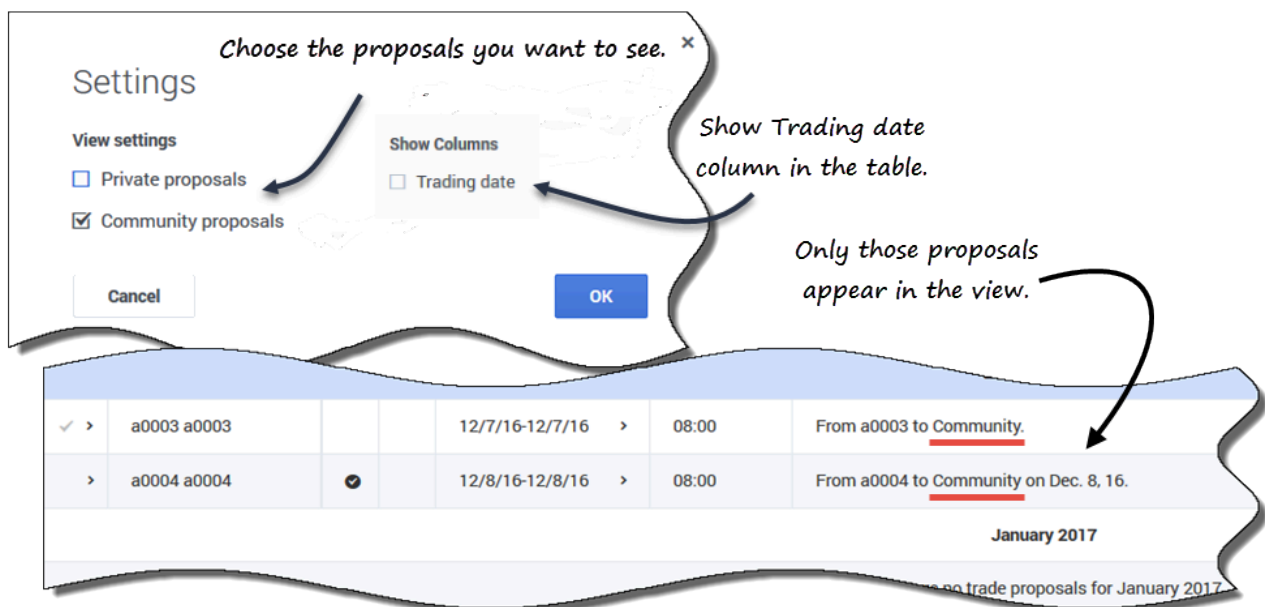 Choose the proposals you want to see.
×
Settings
View settings
Private proposals
Community proposals
Show Columns
Trading date
Show Trading date
column in the table.
Cancel
OK
Only those proposals
appear in the view.
a0003 a0003 12/7/16-12/7/16 > 08:00 From a0003 to Community.
a0004 a0004 12/8/16-12/8/16 > 08:00 From a0004 to Community on Dec. 8, 16.
January 2017
no trade proposals for January 2017